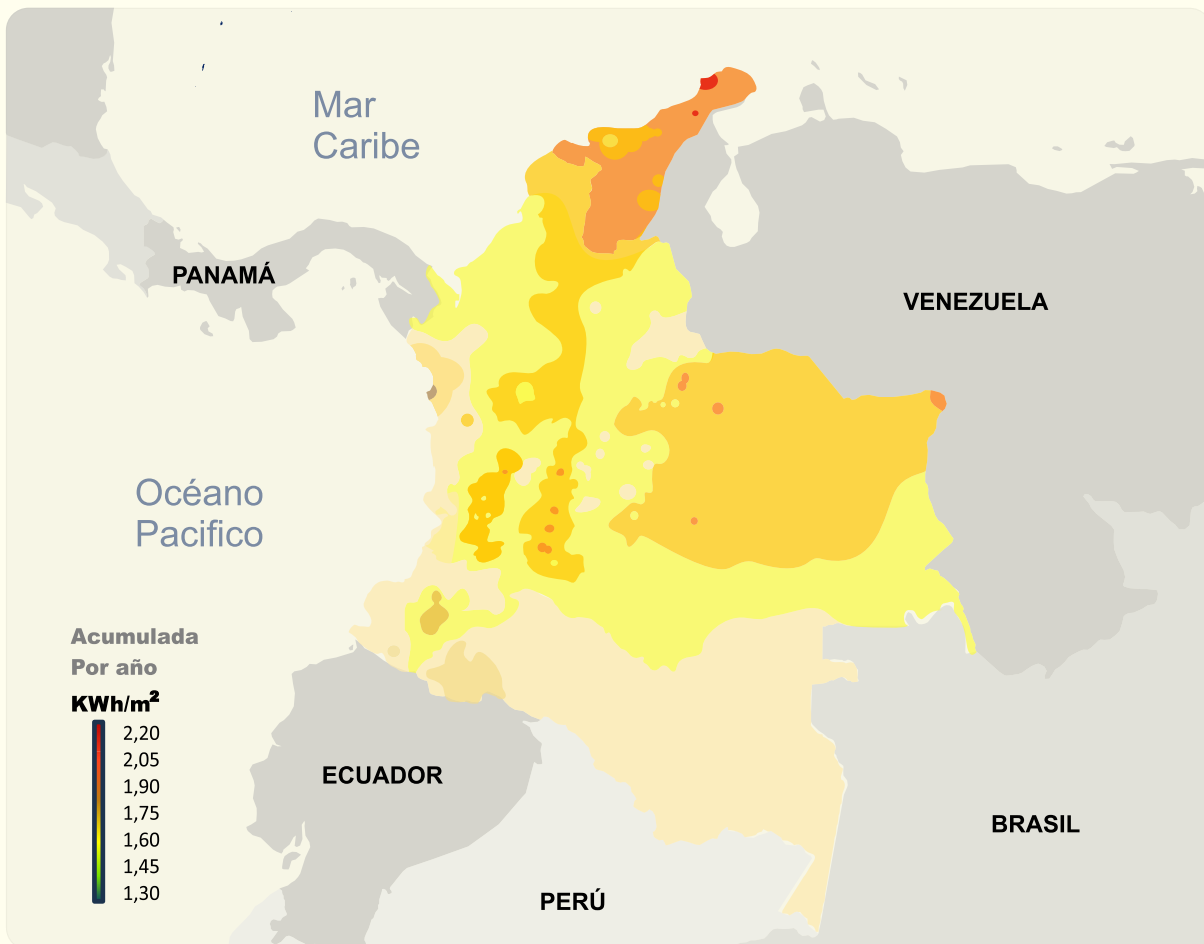 Mar
Caribe
PANAMÁ
VENEZUELA
Océano
Pacifico
Acumulada
Por año
KWh/m²
2,20
2,05
1,90
1,75
1,60
1,45
1,30
ECUADOR
BRASIL
PERÚ